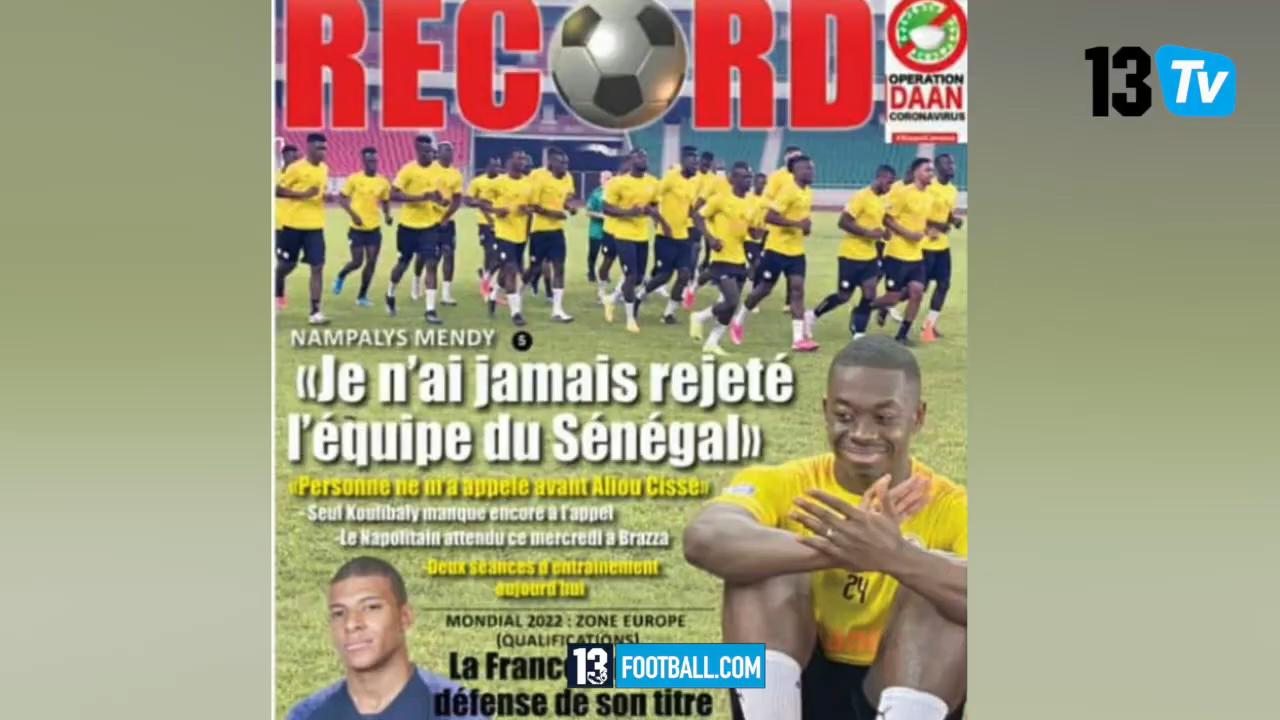 RECORD
OPERATION
DAAN
CORONAVIRUS
13 Tv
NAMPALYS MENDY 5
«Je n'ai jamais rejeté
l'équipe du Sénégal»
«Personne ne m'a appelé avant Aliou Cissé»
- Seul Koulibaly manque encore à l'appel
-Le Napolitain attendu ce mercredi à Brazza
-Deux séances d'entraînement
aujourd'hui
24
MONDIAL 2022 : ZONE EUROPE
(QUALIFICATIONS)
La France
défense de son titre
13 FOOTBALL.COM